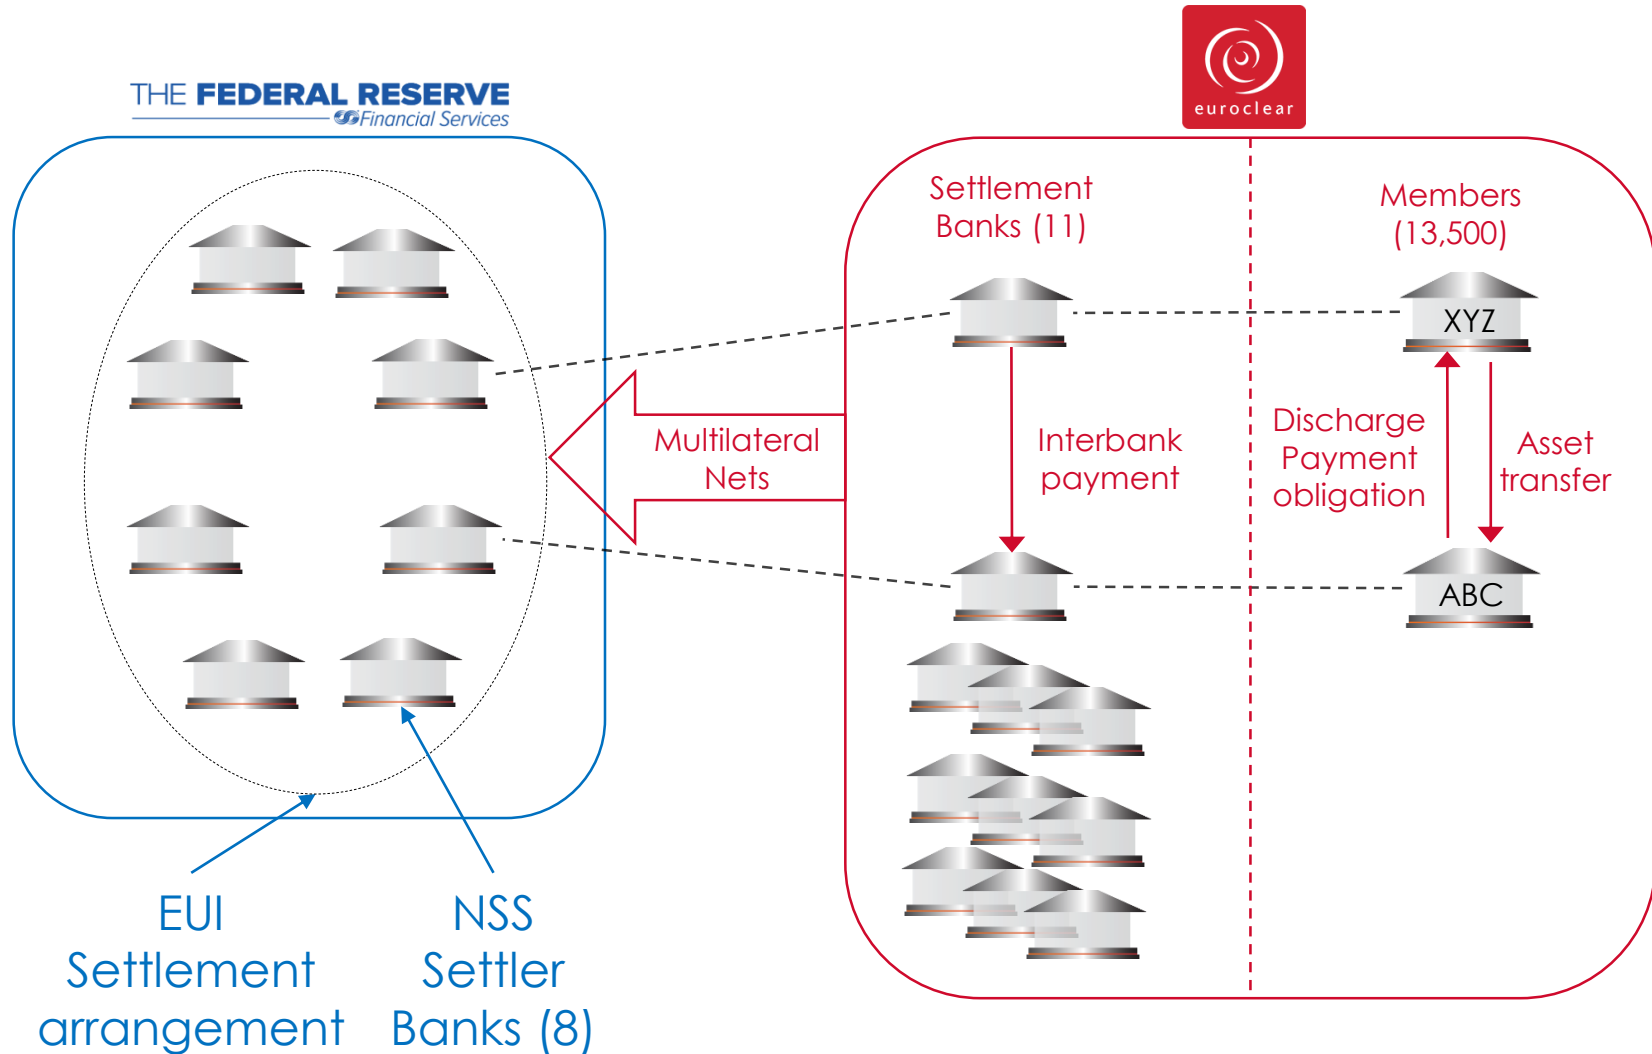 THE FEDERAL RESERVE
Financial Services
euroclear
Settlement
Banks (11)
Members
(13,500)
XYZ
Multilateral
Nets
Interbank
payment
Discharge
Payment
obligation
Asset
transfer
ABC
EUI
Settlement
arrangement
NSS
Settler
Banks (8)